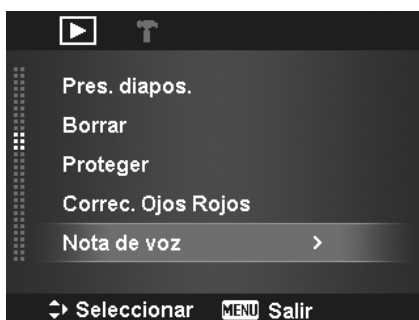 Pres. diapos.
Borrar
Proteger
Correc. Ojos Rojos
Nota de voz
Seleccionar MENU Salir